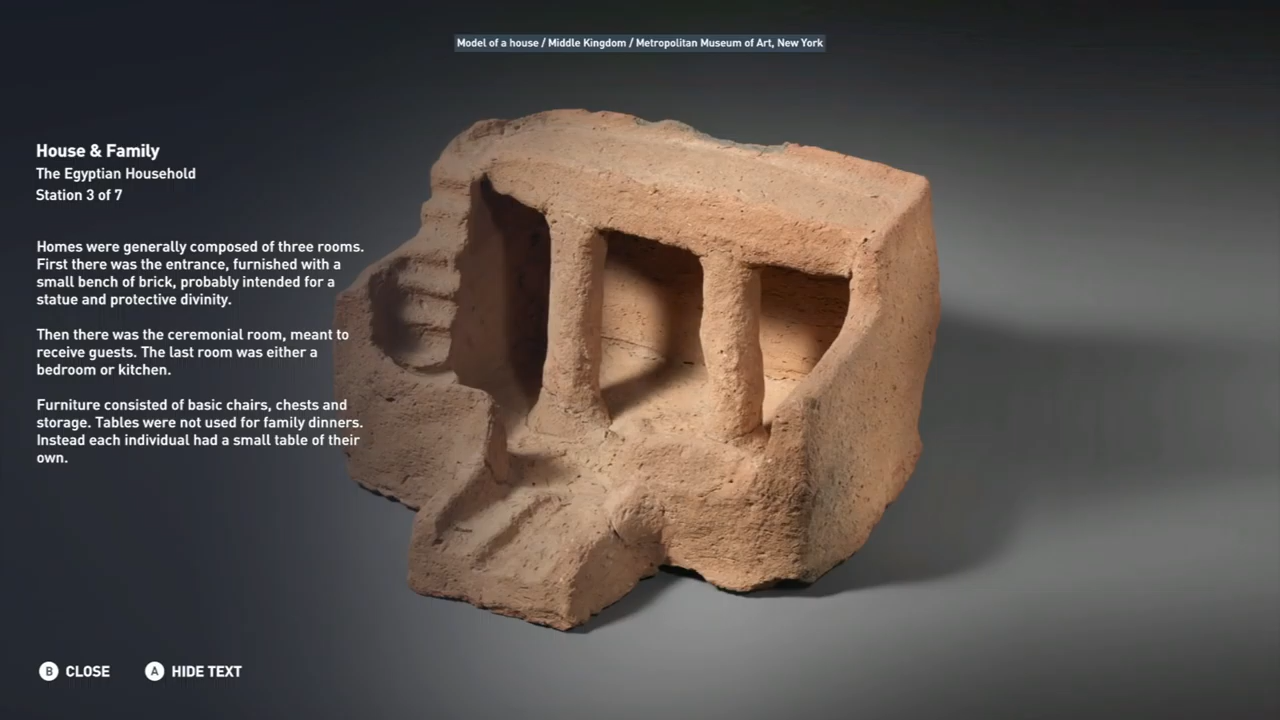 Model of a house / Middle Kingdom / Metropolitan Museum of Art, New York
House & Family
The Egyptian Household
Station 3 of 7
Homes were generally composed of three rooms.
First there was the entrance, furnished with a
small bench of brick, probably intended for a
statue and protective divinity.
Then there was the ceremonial room, meant to
receive guests. The last room was either a
bedroom or kitchen.
Furniture consisted of basic chairs, chests and
storage. Tables were not used for family dinners.
Instead each individual had a small table of their
own.
B CLOSE A HIDE TEXT